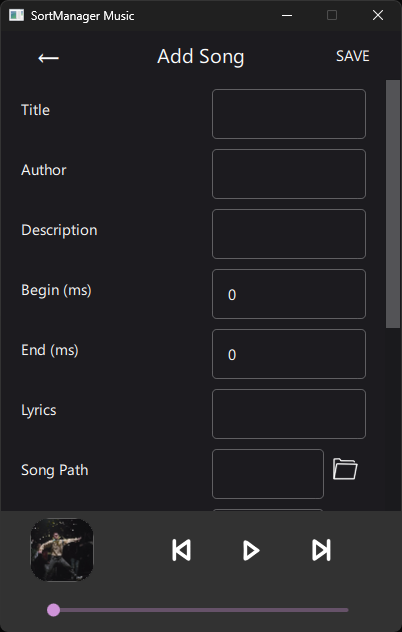 SortManager Music
Add Song
SAVE
Title
Author
Description
Begin (ms)
0
End (ms)
0
Lyrics
Song Path